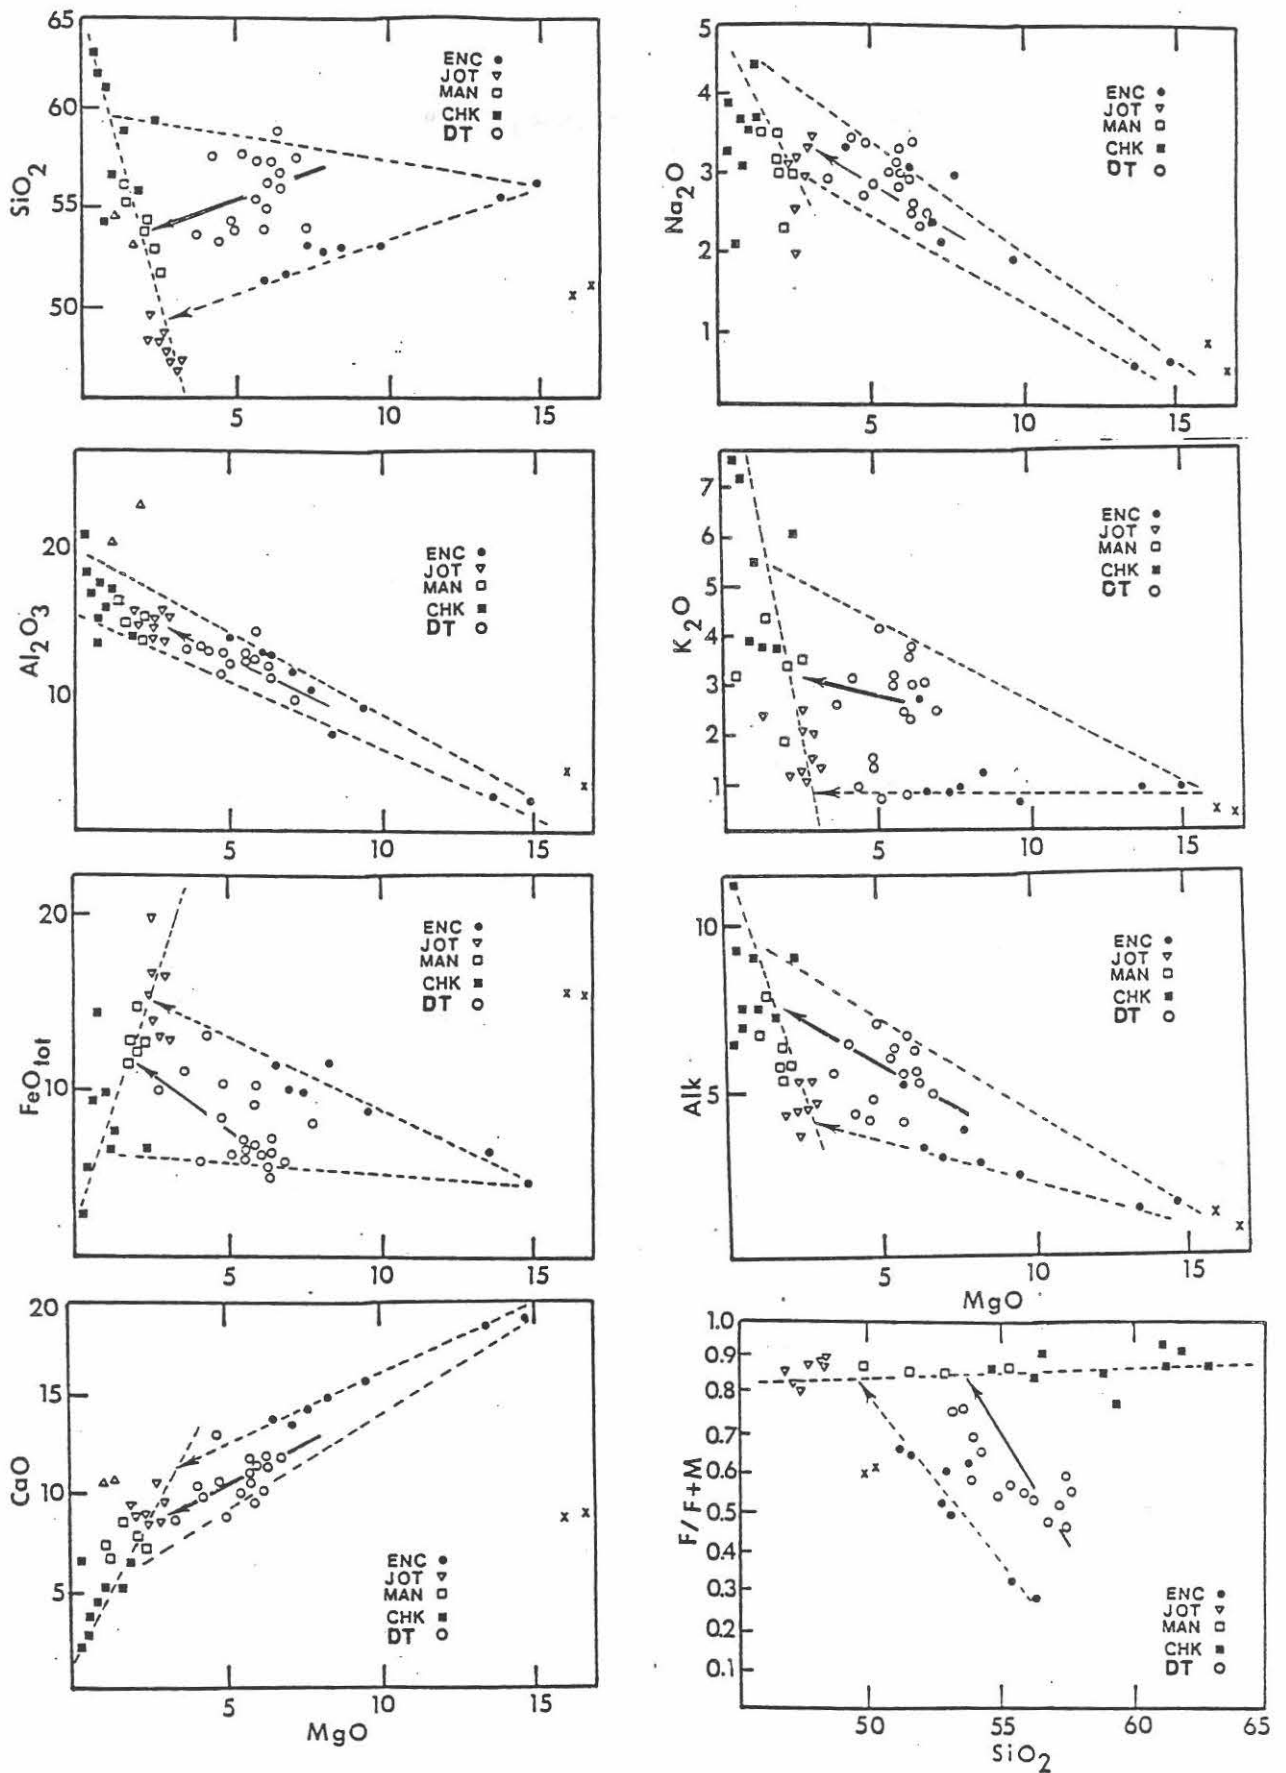 65
60
55
50
SiO2
ENC
JOT
MAN
CHK
DT
5
10
15
5
4
3
2
1
Na2O
ENC
JOT
MAN
CHK
DT
5
10
15
20
10
Al2O3
ENC
JOT
MAN
CHK
DT
5
10
15
7
6
5
4
3
2
1
K2O
ENC
JOT
MAN
CHK
DT
5
10
15
20
10
FeOtot
ENC
JOT
MAN
CHK
DT
5
10
15
10
5
Alk
ENC
JOT
MAN
CHK
DT
5
10
15
MgO
20
15
10
5
CaO
ENC
JOT
MAN
CHK
DT
5
10
15
MgO
1.0
0.9
0.8
0.7
0.6
0.5
0.4
0.3
0.2
0.1
F/F+M
ENC
JOT
MAN
CHK
DT
50
55
60
65
SiO2